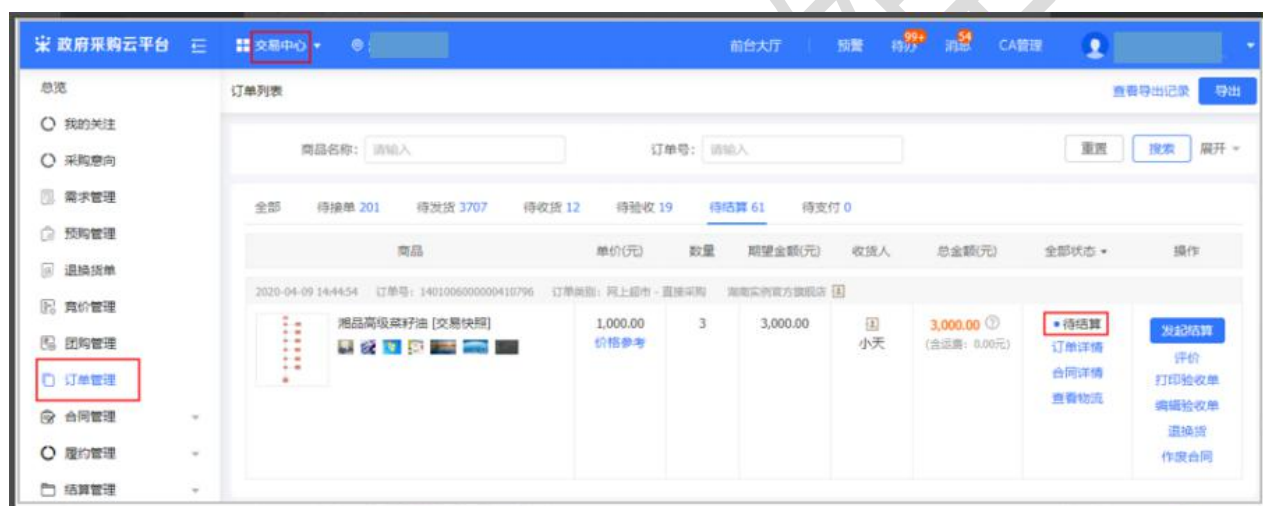 政府采购云平台
交易中心
前台大厅
预警
待办
99+
消息
54
CA管理
总览
我的关注
采购意向
需求管理
预购管理
退换货单
竞价管理
团购管理
订单管理
合同管理
履约管理
结算管理
订单列表
查看导出记录
导出
商品名称: 请输入
订单号: 请输入
重置
搜索
展开
全部 待接单 201 待发货 3707 待收货 12 待验收 19 待结算 61 待支付 0
商品 单价(元) 数量 期望金额(元) 收货人 总金额(元) 全部状态 操作
2020-04-09 14:44:54 订单号: 1401006000000410796 订单类别: 网上超市 - 直接采购 湖南实例官方旗舰店
湘品高级菜籽油 [交易快照]
1,000.00
价格参考
3
3,000.00
小天
3,000.00
(含运费: 0.00元)
待结算
订单详情
合同详情
查看物流
发起结算
评价
打印验收单
编辑验收单
退换货
作废合同